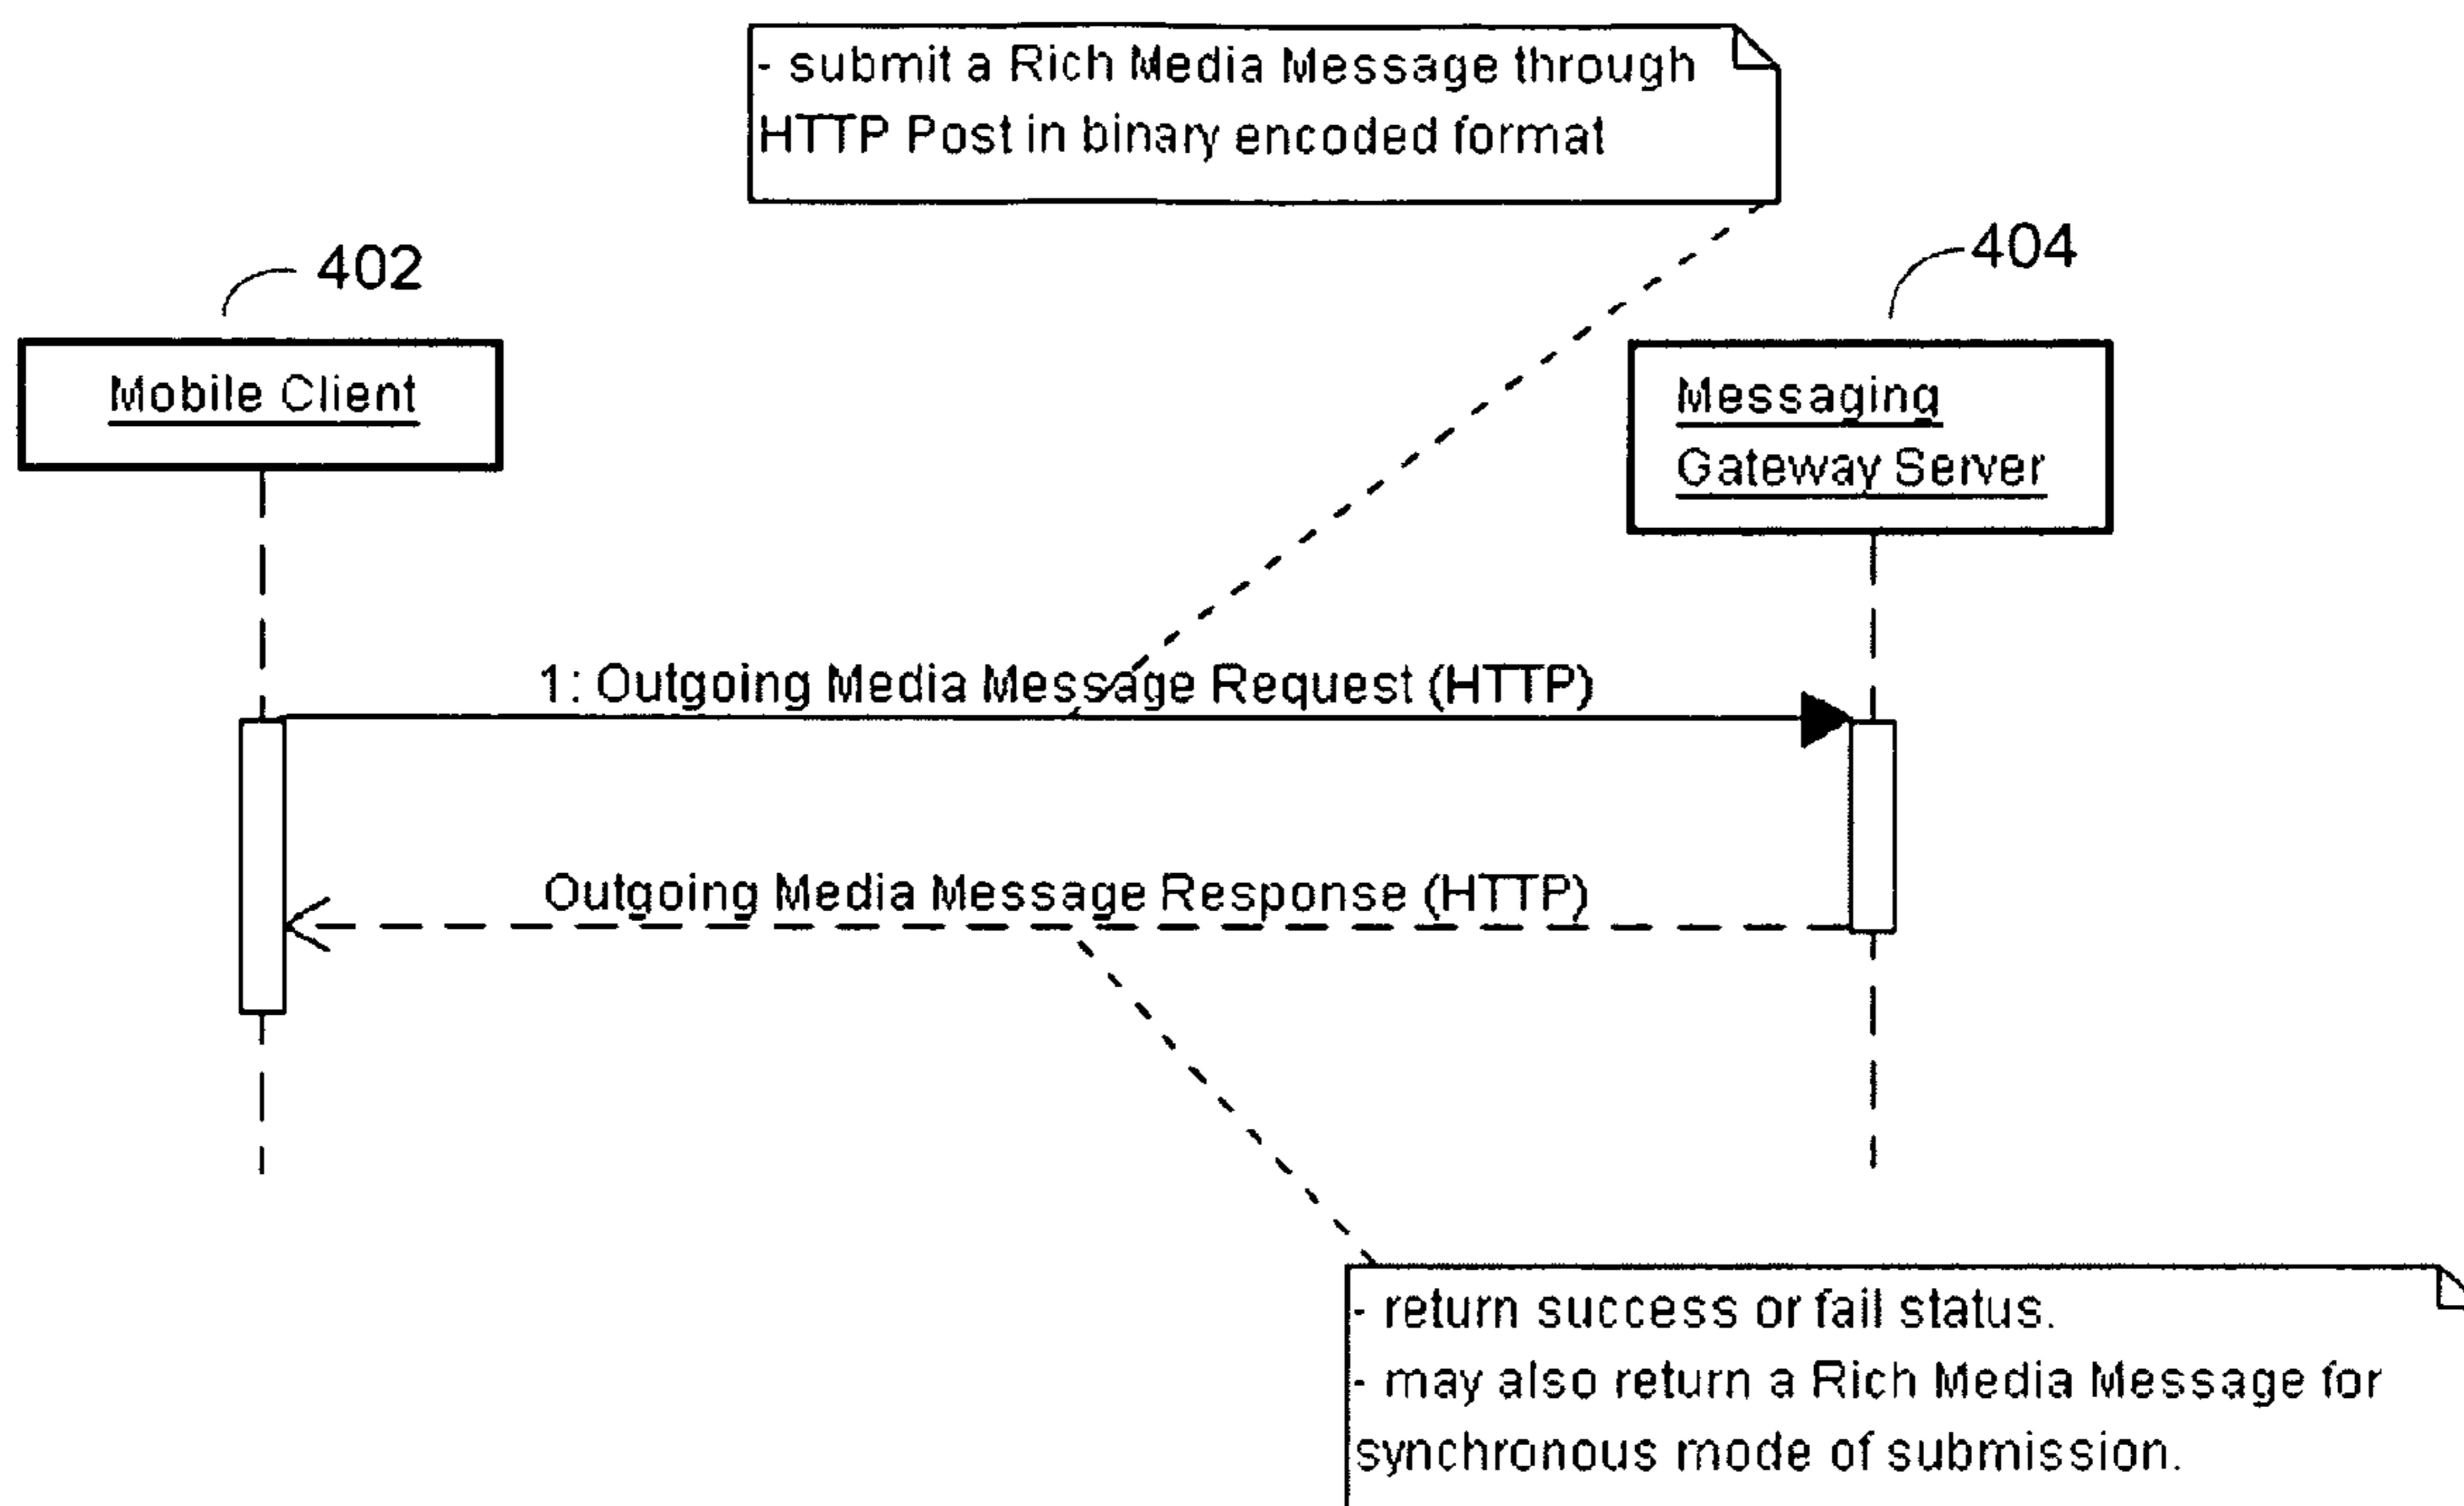 - submit a Rich Media Message through
HTTP Post in binary encoded format
402
404
Mobile Client
Messaging
Gateway Server
1: Outgoing Media Message Request (HTTP)
Outgoing Media Message Response (HTTP)
- return success or fail status.
- may also return a Rich Media Message for
synchronous mode of submission.